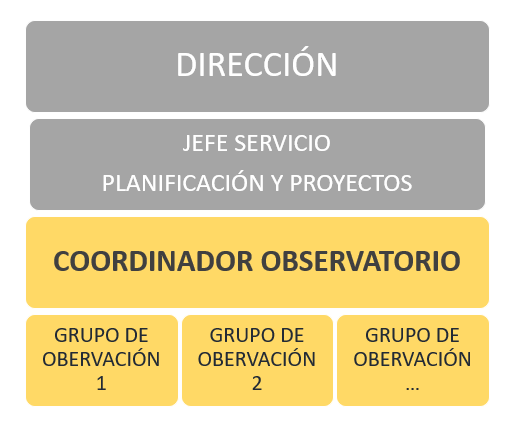 DIRECCIÓN
JEFE SERVICIO
PLANIFICACIÓN Y PROYECTOS
COORDINADOR OBSERVATORIO
GRUPO DE
OBERVACIÓN
1
GRUPO DE
OBERVACIÓN
2
GRUPO DE
OBERVACIÓN
...